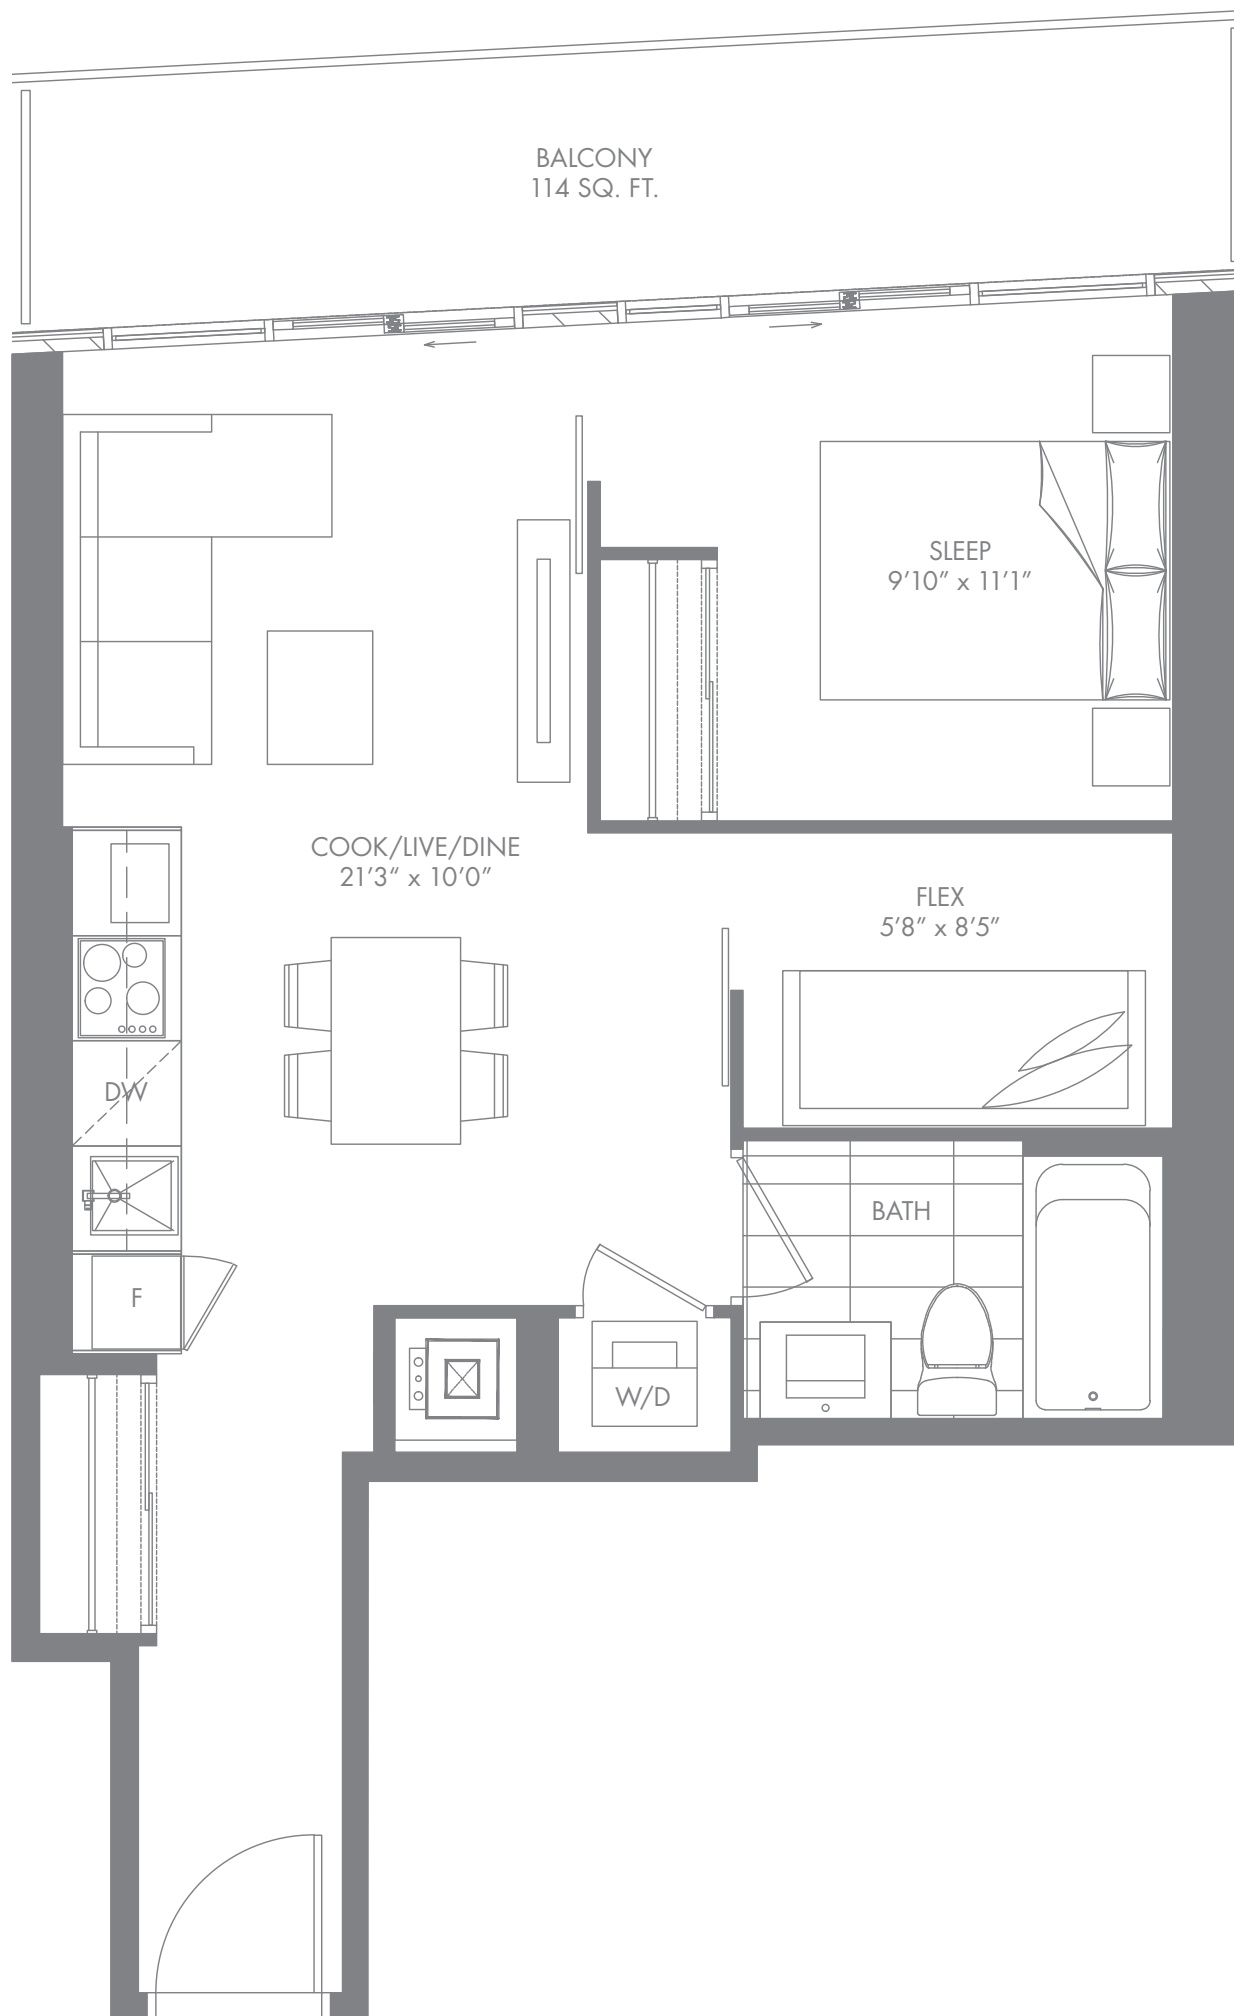 BALCONY
114 SQ. FT.
SLEEP
9’10” x 11’1”
COOK/LIVE/DINE
21’3“ x 10’0”
FLEX
5’8” x 8’5”
DW
BATH
F
W/D